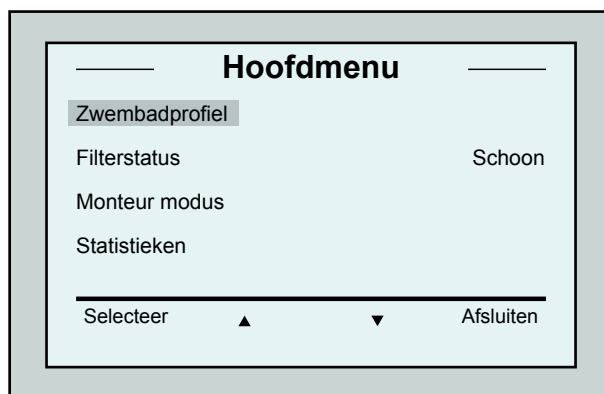 Hoofdmenu
Zwembadprofiel
Filterstatus Schoon
Monteur modus
Statistieken
Selecteer ▲ ▼ Afsluiten